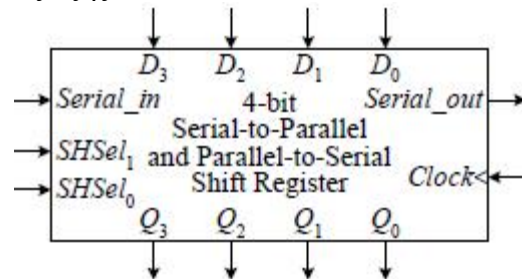 D3 D2 D1 D0
Serial_in 4-bit Serial_out
Serial-to-Parallel
SHSel1 and Parallel-to-Serial
SHSel0 Shift Register Clock<
Q3 Q2 Q1 Q0